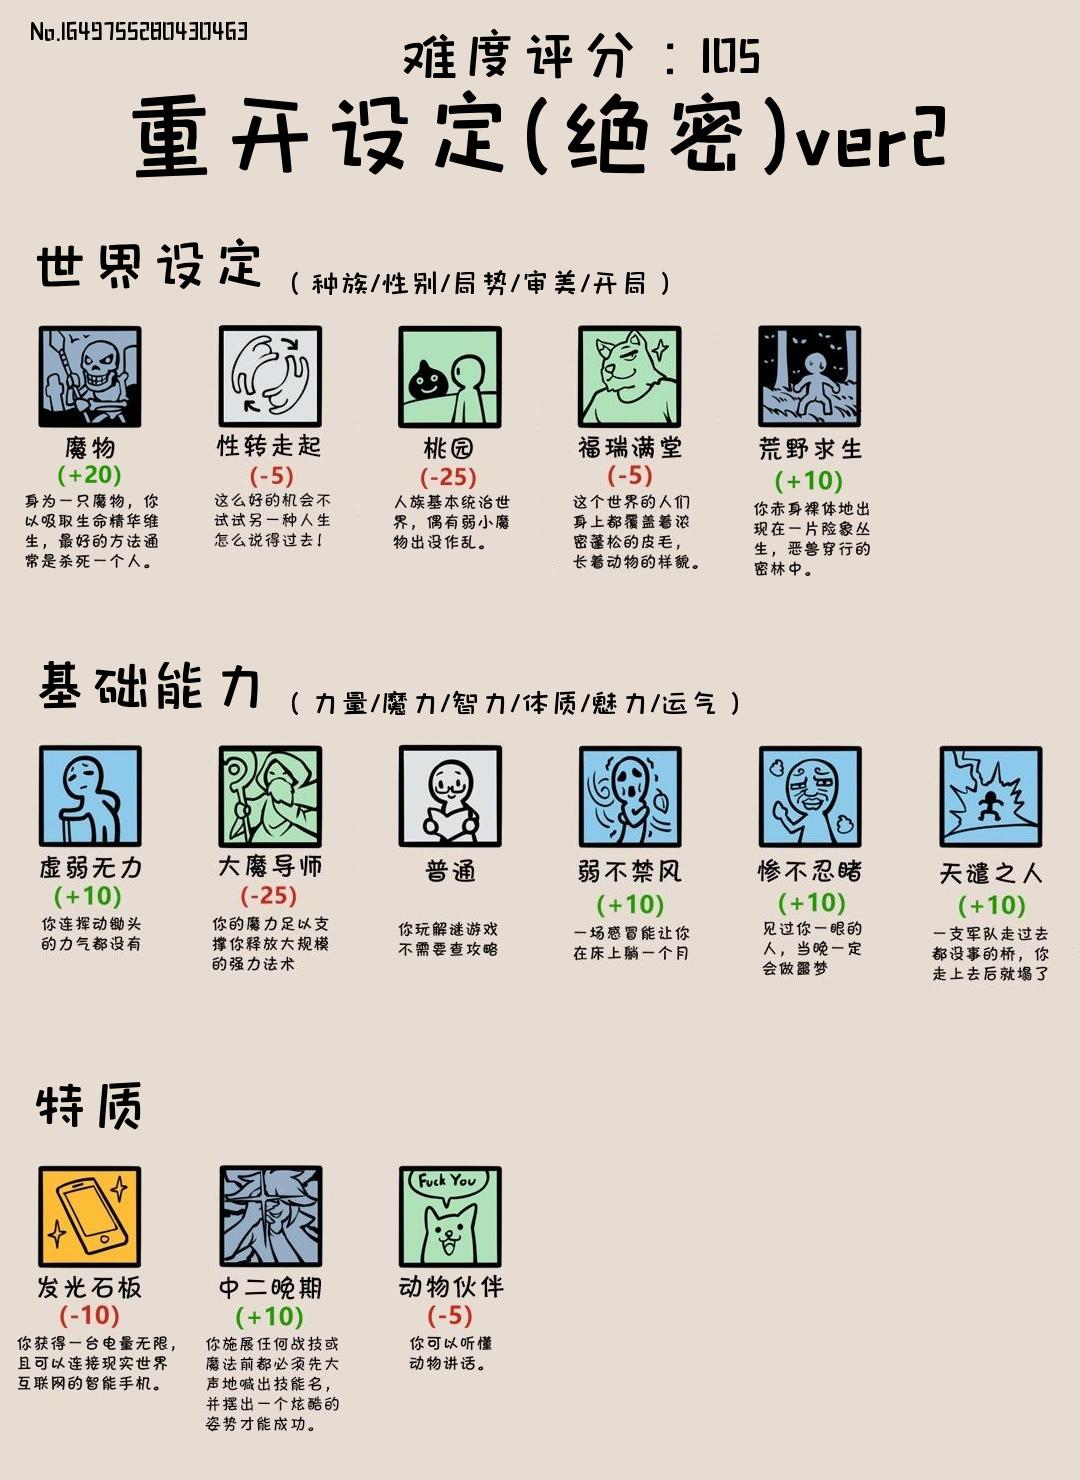 No.1649755280430463
难度评分：105
重开设定(绝密)ver2
世界设定
（种族/性别/局势/审美/开局）
魔物
(+20)
身为一只魔物，你
以吸取生命精华维
生，最好的方法通
常是杀死一个人。
性转走起
(-5)
这么好的机会不
试试另一种人生
怎么说得过去！
桃园
(-25)
人族基本统治世
界，偶有弱小魔
物出没作乱。
福瑞满堂
(-5)
这个世界的人们
身上都覆盖着浓
密蓬松的皮毛，
长着动物的样貌。
荒野求生
(+10)
你赤身裸体地出
现在一片险象丛
生，恶兽穿行的
密林中。
基础能力
（力量/魔力/智力/体质/魅力/运气）
虚弱无力
(+10)
你连挥动锄头
的力气都没有
大魔导师
(-25)
你的魔力足以支
撑你释放大规模
的强力法术
普通
你玩解谜游戏
不需要查攻略
弱不禁风
(+10)
一场感冒能让你
在床上躺一个月
惨不忍睹
(+10)
见过你一眼的
人，当晚一定
会做噩梦
天谴之人
(+10)
一支军队走过去
都没事的桥，你
走上去后就塌了
特质
发光石板
(-10)
你获得一台电量无限，
且可以连接现实世界
互联网的智能手机。
中二晚期
(+10)
你施展任何战技或
魔法前都必须先大
声地喊出技能名，
并摆出一个炫酷的
姿势才能成功。
Fuck You
动物伙伴
(-5)
你可以听懂
动物讲话。